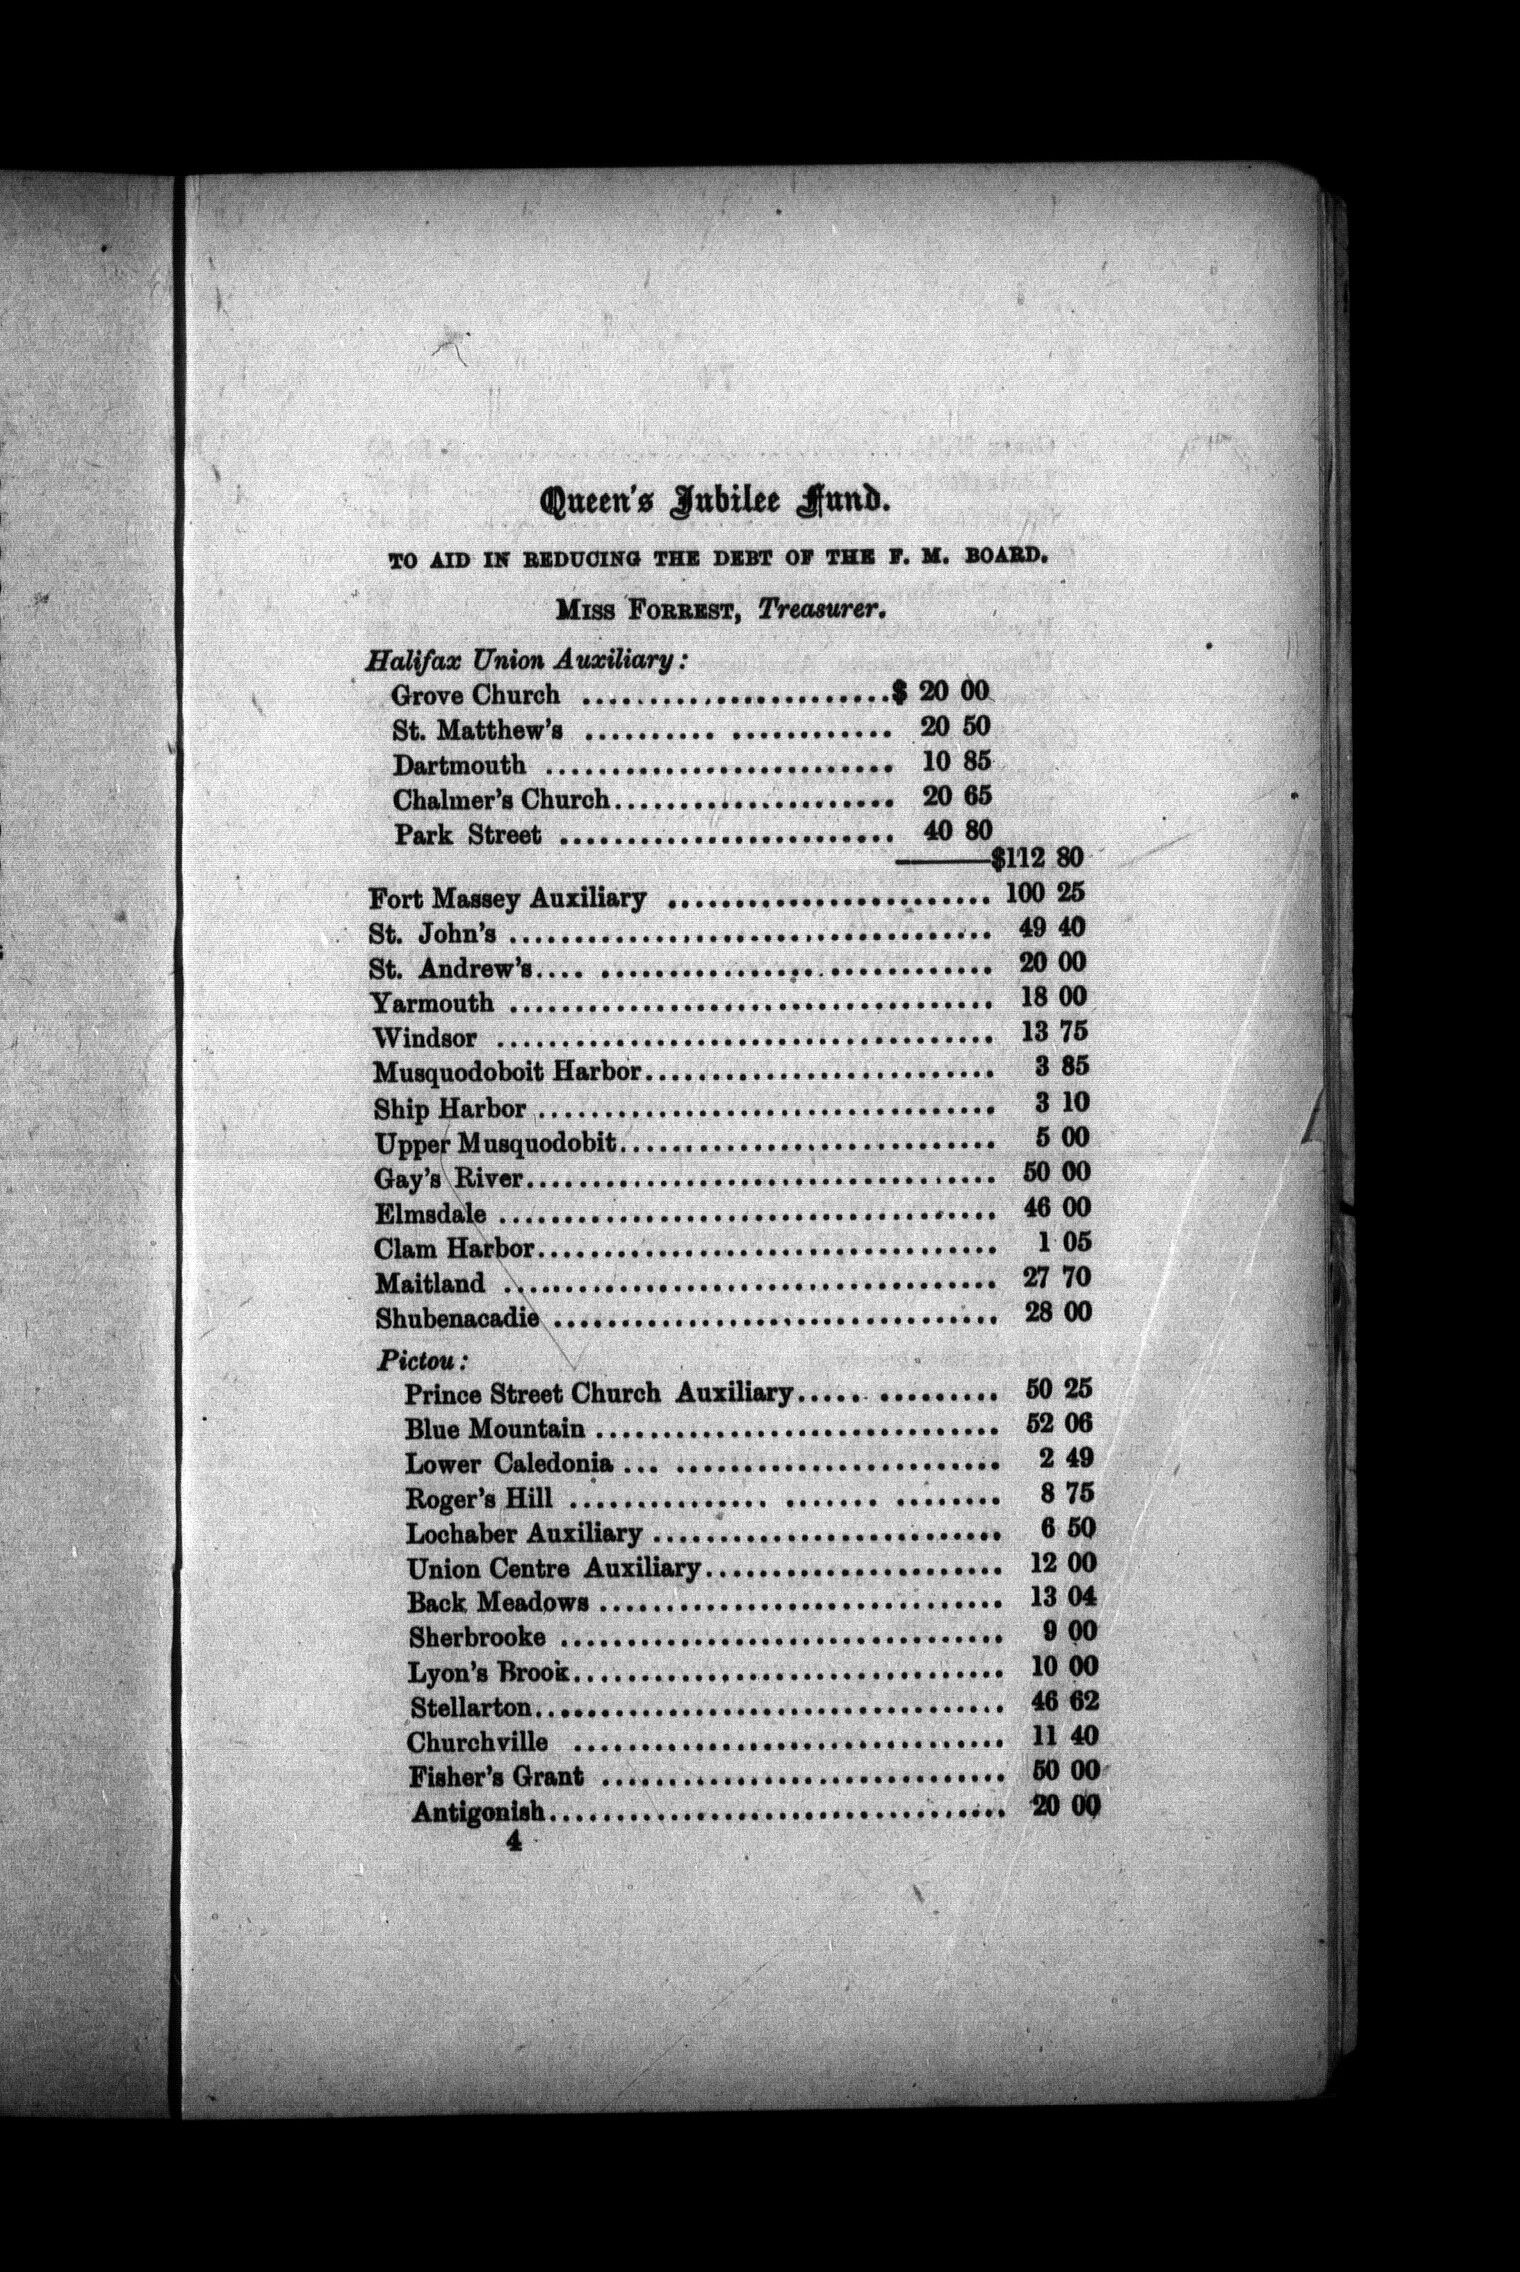 Queen's Jubilee Fund.
TO AID IN REDUCING THE DEBT OF THE F. M. BOARD.
MISS FORREST, Treasurer.
Halifax Union Auxiliary:
Grove Church ........................$ 20 00
St. Matthew's .......... ............ 20 50
Dartmouth ........................... 10 85
Chalmer's Church..................... 20 65
Park Street ......................... 40 80
———$112 80
Fort Massey Auxiliary ........................ 100 25
St. John's .................................... 49 40
St. Andrew's.... .............................. 20 00
Yarmouth .................................... 18 00
Windsor ..................................... 13 75
Musquodoboit Harbor.......................... 3 85
Ship Harbor .................................. 3 10
Upper Musquodobit............................ 5 00
Gay's River................................... 50 00
Elmsdale ..................................... 46 00
Clam Harbor.................................. 1 05
Maitland ..................................... 27 70
Shubenacadie ................................. 28 00
Pictou:
Prince Street Church Auxiliary..... ......... 50 25
Blue Mountain .............................. 52 06
Lower Caledonia ... ........................ 2 49
Roger's Hill ............... ....... ........ 8 75
Lochaber Auxiliary .......................... 6 50
Union Centre Auxiliary...................... 12 00
Back Meadows .............................. 13 04
Sherbrooke ................................. 9 00
Lyon's Brook................................ 10 00
Stellarton................................... 46 62
Churchville ................................ 11 40
Fisher's Grant .............................. 50 00
Antigonish.................................. 20 00
4